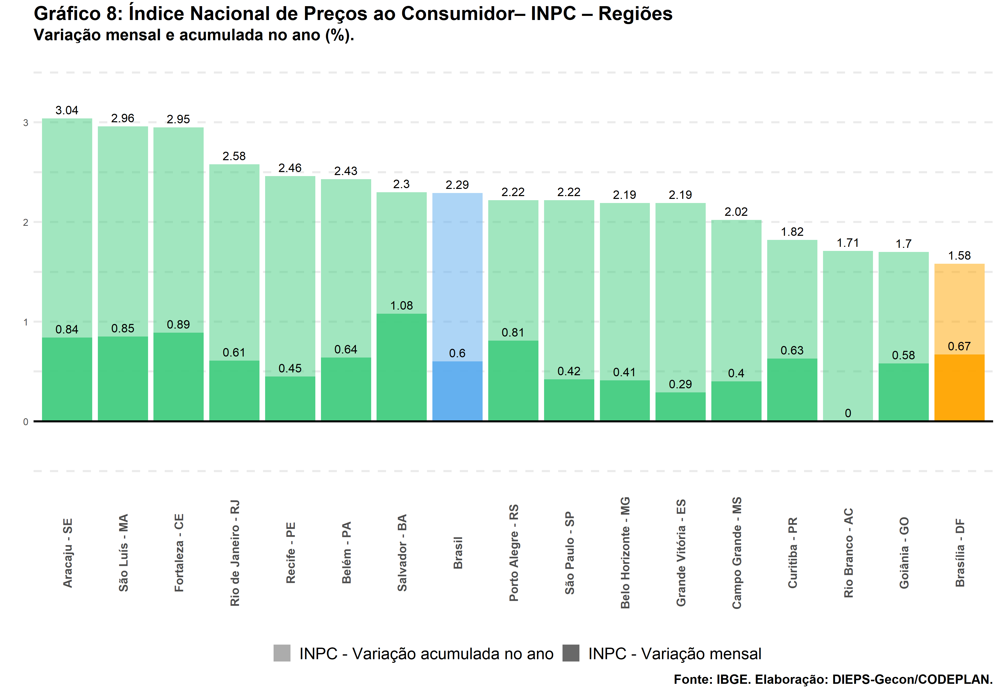 Gráfico 8: Índice Nacional de Preços ao Consumidor– INPC – Regiões
Variação mensal e acumulada no ano (%).
3.04
2.96
2.95
2.58
2.46
2.43
2.3
2.29
2.22
2.22
2.19
2.19
2.02
1.82
1.71
1.7
1.58
0.84
0.85
0.89
0.61
0.45
0.64
1.08
0.6
0.81
0.42
0.41
0.29
0.4
0.63
0
0.58
0.67
3
2
1
0
Aracaju - SE
São Luís - MA
Fortaleza - CE
Rio de Janeiro - RJ
Recife - PE
Belém - PA
Salvador - BA
Brasil
Porto Alegre - RS
São Paulo - SP
Belo Horizonte - MG
Grande Vitória - ES
Campo Grande - MS
Curitiba - PR
Rio Branco - AC
Goiânia - GO
Brasília - DF
INPC - Variação acumulada no ano
INPC - Variação mensal
Fonte: IBGE. Elaboração: DIEPS-Gecon/CODEPLAN.